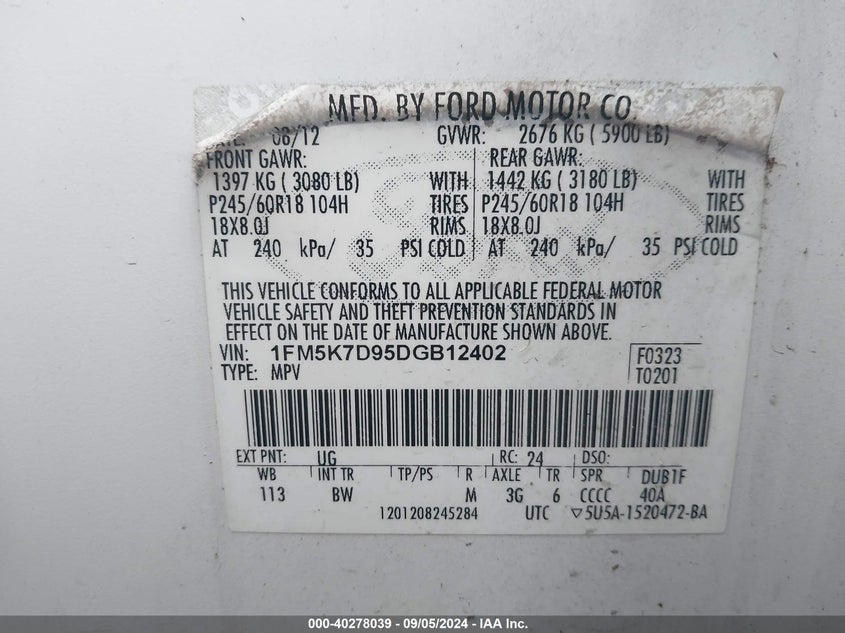 MFD. BY FORD MOTOR CO.
DATE: 08/12 GVWR: 2676 KG ( 5900 LB)
FRONT GAWR: REAR GAWR:
1397 KG ( 3080 LB) WITH 1442 KG ( 3180 LB) WITH
P245/60R18 104H TIRES P245/60R18 104H TIRES
18X8.0J RIMS 18X8.0J RIMS
AT 240 kPa/ 35 PSI COLD AT 240 kPa/ 35 PSI COLD
THIS VEHICLE CONFORMS TO ALL APPLICABLE FEDERAL MOTOR
VEHICLE SAFETY AND THEFT PREVENTION STANDARDS IN
EFFECT ON THE DATE OF MANUFACTURE SHOWN ABOVE.
VIN: 1FM5K7D95DGB12402 F0323
TYPE: MPV T0201
EXT PNT: UG RC: 24 DSO:
WB INT TR TP/PS R AXLE TR SPR DUB1F
113 BW M 3G 6 CCCC 40A
1201208245284 UTC ▽5U5A-1520472-BA
000-40278039 - 09/05/2024 - IAA Inc.